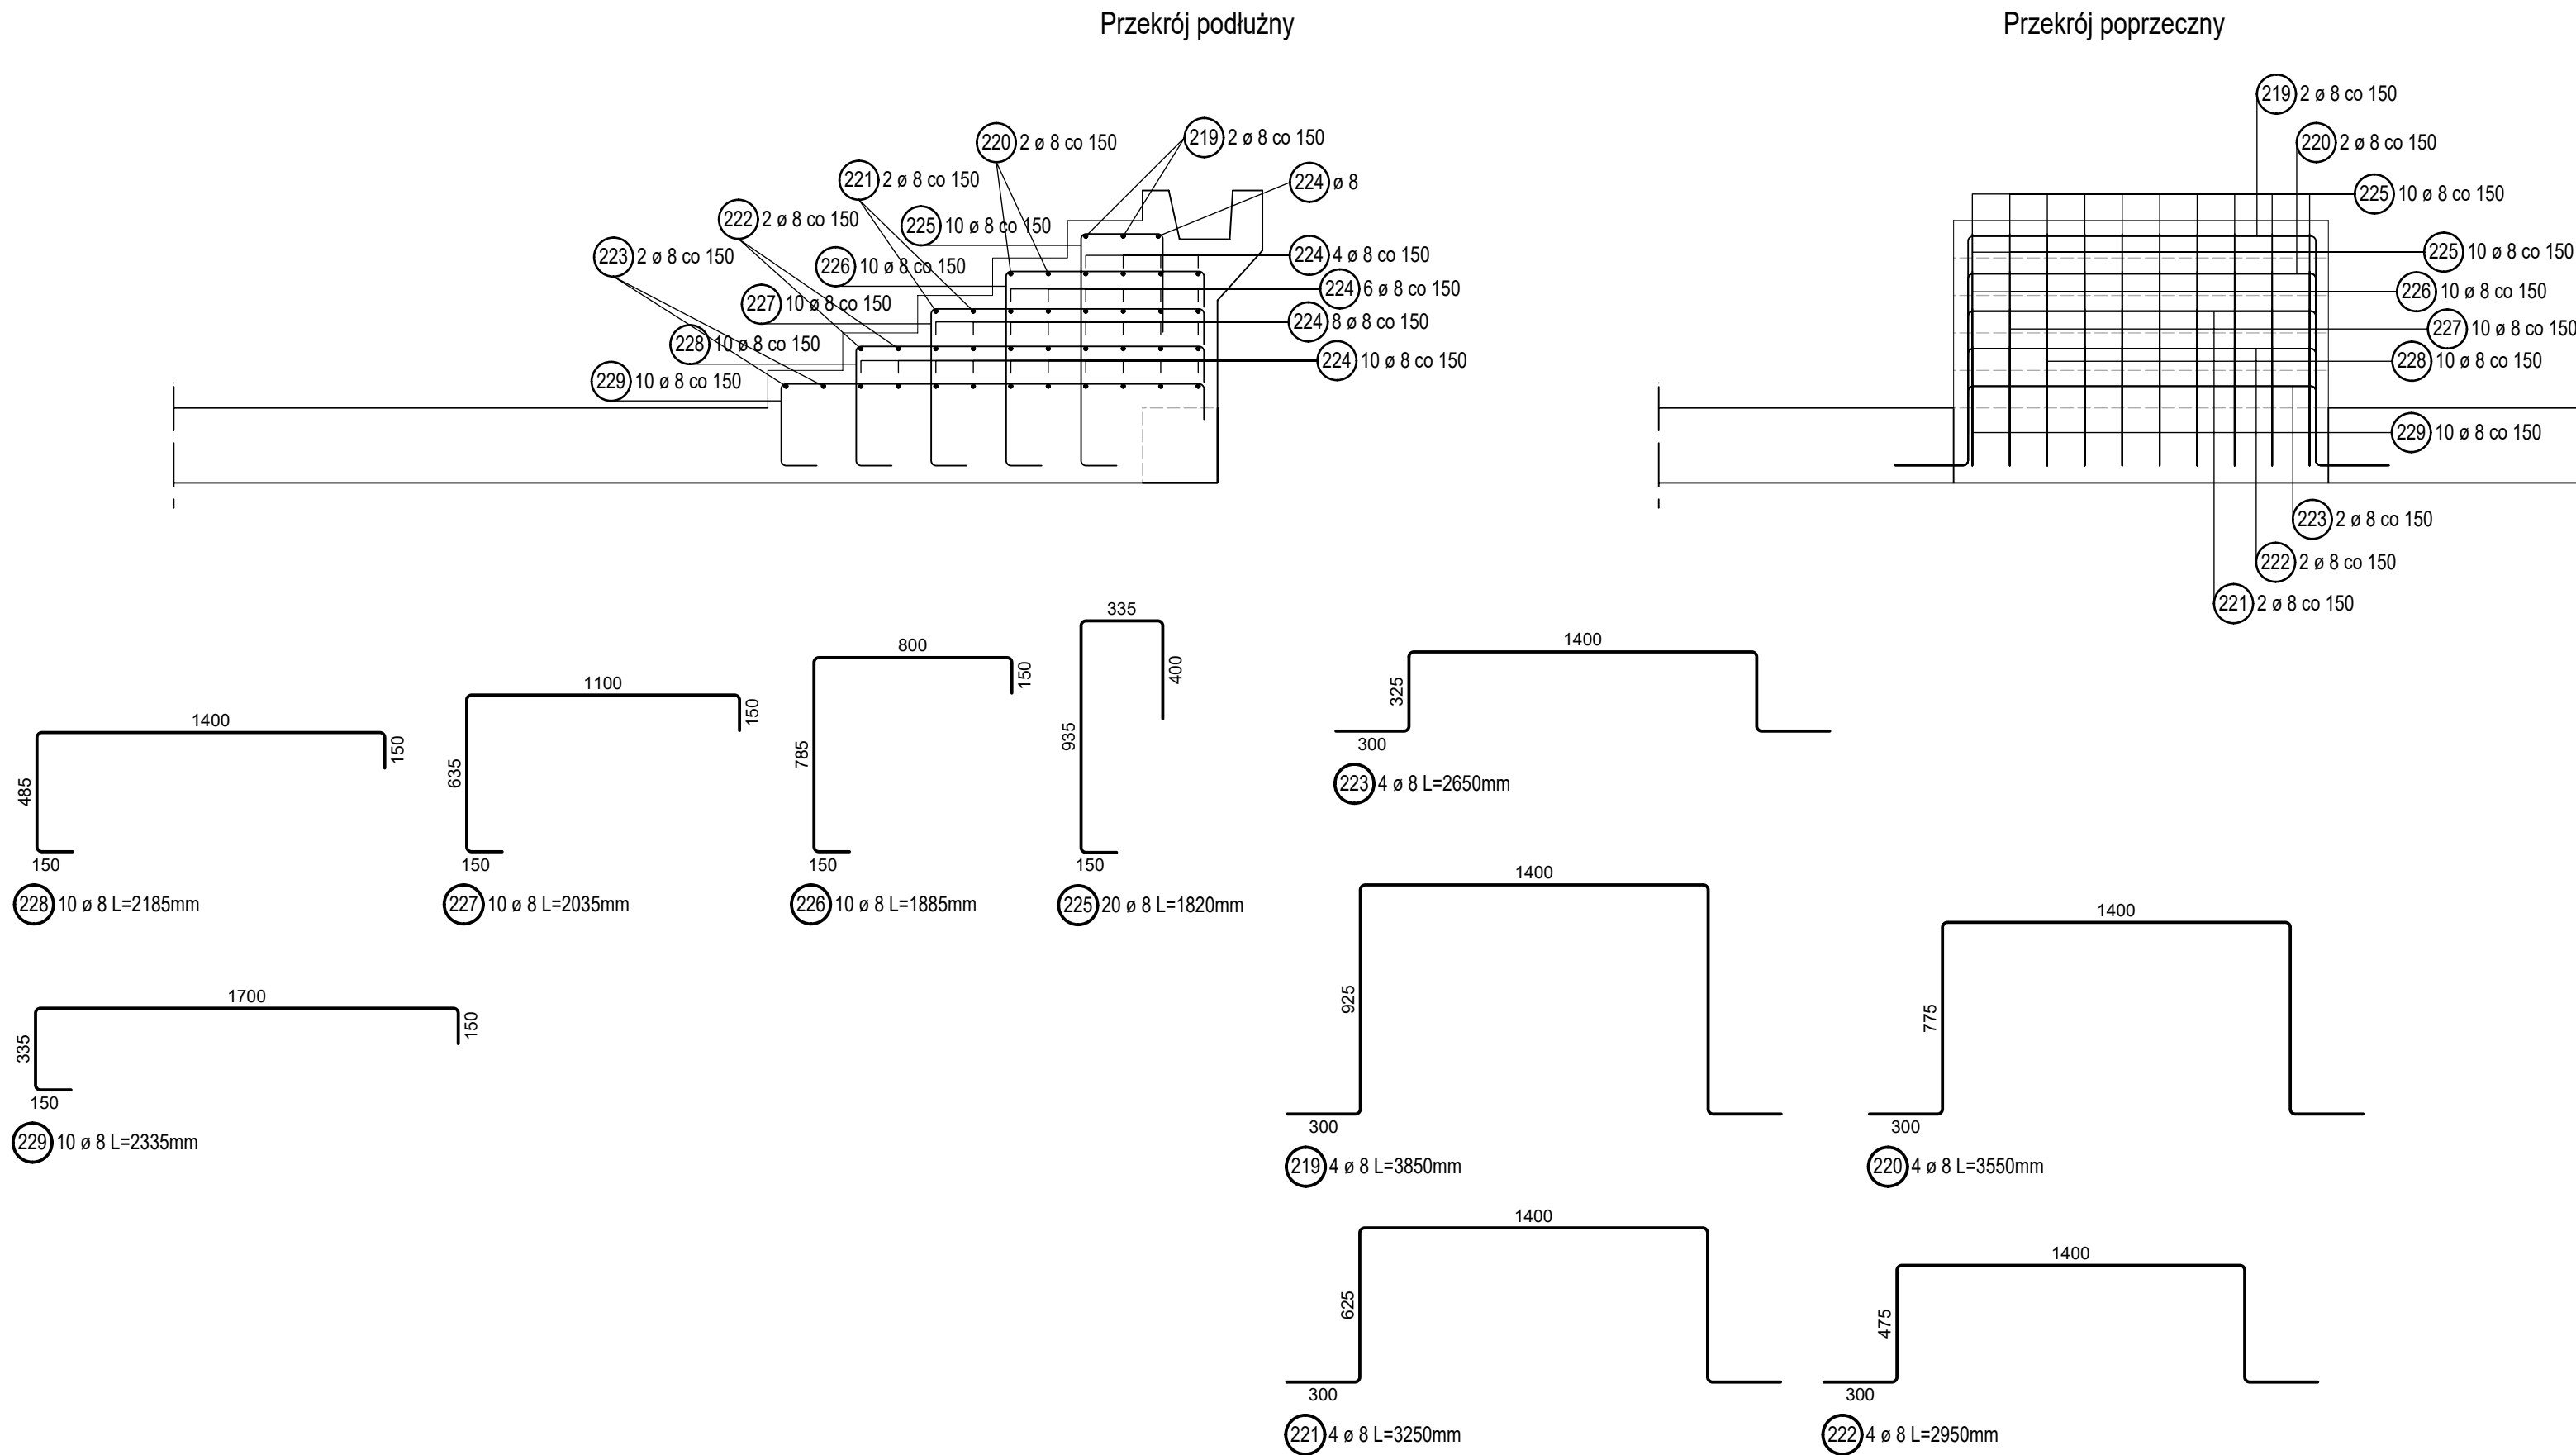 Przekrój podłużny
Przekrój poprzeczny
219 2 ø 8 co 150
220 2 ø 8 co 150
221 2 ø 8 co 150
224 ø 8
222 2 ø 8 co 150
225 10 ø 8 co 150
223 2 ø 8 co 150
224 4 ø 8 co 150
226 10 ø 8 co 150
224 6 ø 8 co 150
227 10 ø 8 co 150
224 8 ø 8 co 150
228 10 ø 8 co 150
224 10 ø 8 co 150
229 10 ø 8 co 150
219 2 ø 8 co 150
220 2 ø 8 co 150
225 10 ø 8 co 150
225 10 ø 8 co 150
226 10 ø 8 co 150
227 10 ø 8 co 150
228 10 ø 8 co 150
229 10 ø 8 co 150
223 2 ø 8 co 150
222 2 ø 8 co 150
221 2 ø 8 co 150
1400
150
485
150
228 10 ø 8 L=2185mm
1100
150
635
150
227 10 ø 8 L=2035mm
800
150
785
150
226 10 ø 8 L=1885mm
335
400
935
150
225 20 ø 8 L=1820mm
1400
325
300
223 4 ø 8 L=2650mm
1700
150
335
150
229 10 ø 8 L=2335mm
1400
925
300
219 4 ø 8 L=3850mm
1400
775
300
220 4 ø 8 L=3550mm
1400
625
300
221 4 ø 8 L=3250mm
1400
475
300
222 4 ø 8 L=2950mm